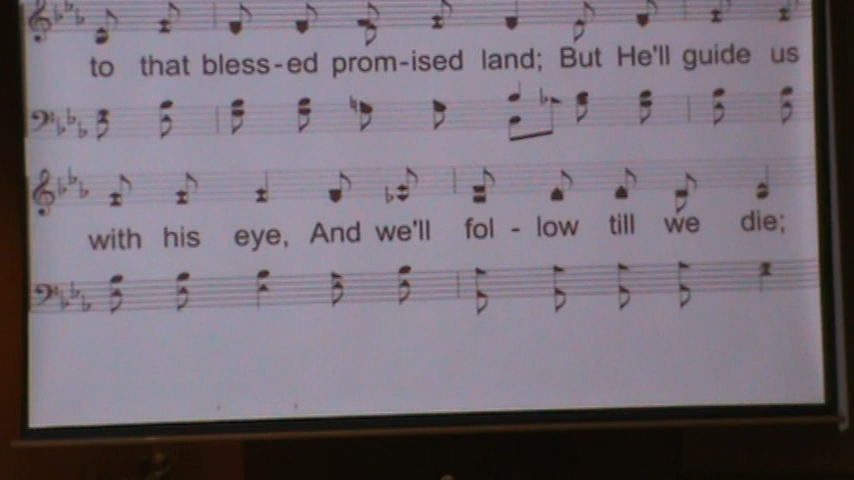 to that bless-ed prom-ised land; But He'll guide us
with his eye, And we'll fol - low till we die;